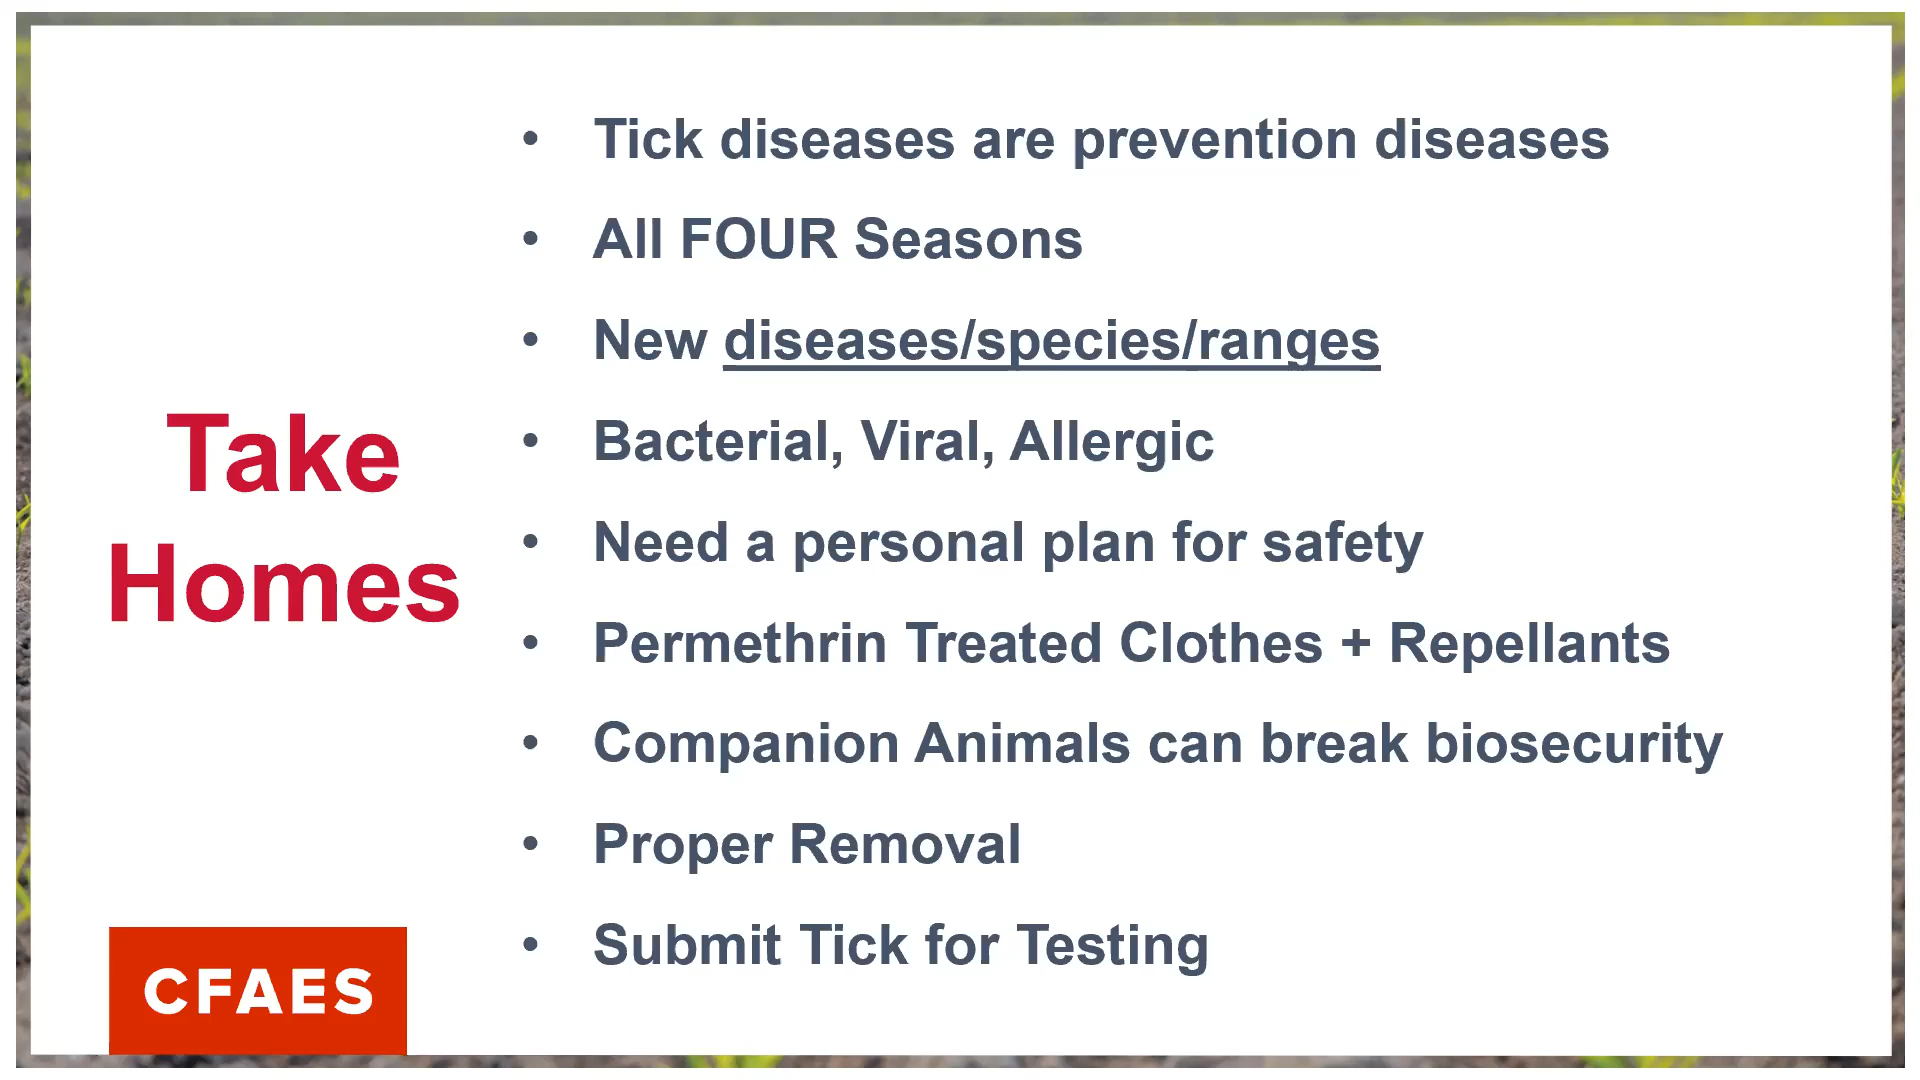 Take
Homes
• Tick diseases are prevention diseases
• All FOUR Seasons
• New diseases/species/ranges
• Bacterial, Viral, Allergic
• Need a personal plan for safety
• Permethrin Treated Clothes + Repellants
• Companion Animals can break biosecurity
• Proper Removal
• Submit Tick for Testing
CFAES